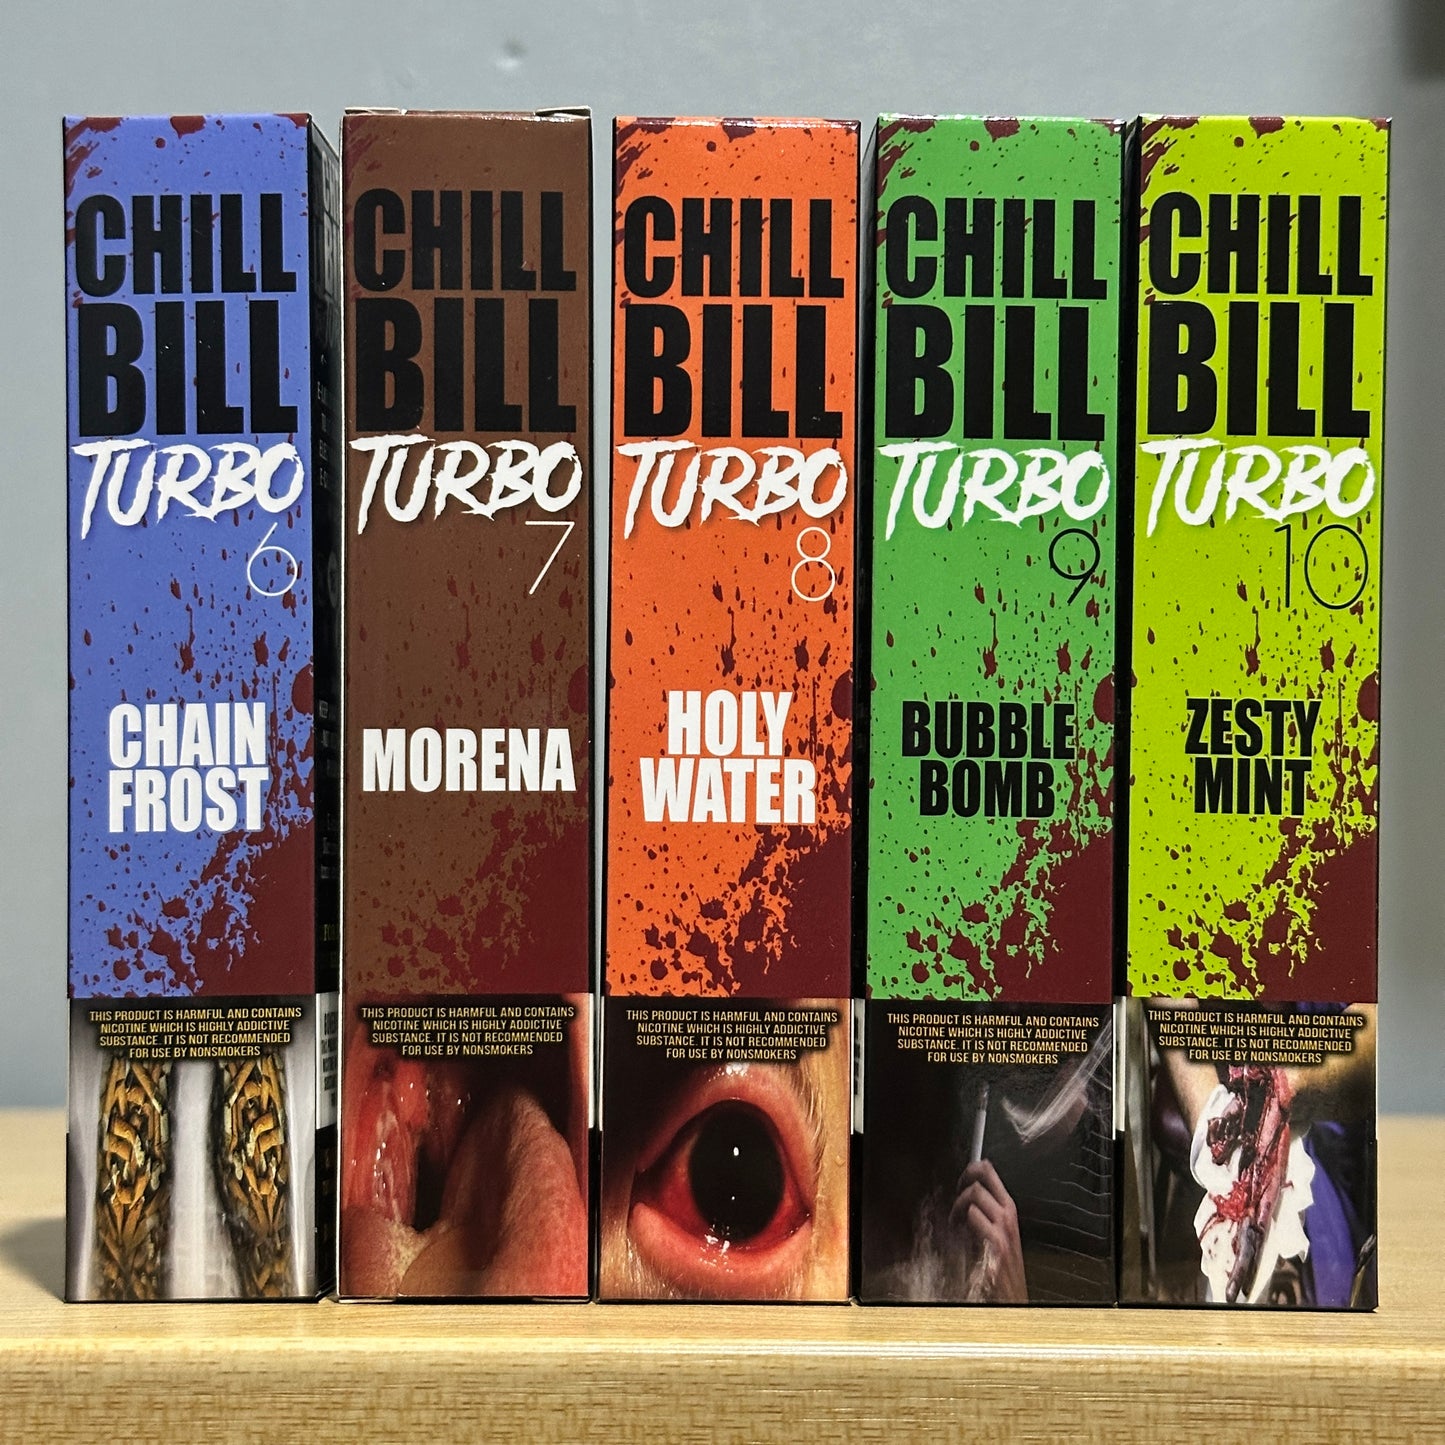 CHILL
BILL
TURBO
6
CHAIN
FROST
THIS PRODUCT IS HARMFUL AND CONTAINS
NICOTINE WHICH IS HIGHLY ADDICTIVE
SUBSTANCE. IT IS NOT RECOMMENDED
FOR USE BY NONSMOKERS
CHILL
BILL
TURBO
7
MORENA
THIS PRODUCT IS HARMFUL AND CONTAINS
NICOTINE WHICH IS HIGHLY ADDICTIVE
SUBSTANCE. IT IS NOT RECOMMENDED
FOR USE BY NONSMOKERS
CHILL
BILL
TURBO
8
HOLY
WATER
THIS PRODUCT IS HARMFUL AND CONTAINS
NICOTINE WHICH IS HIGHLY ADDICTIVE
SUBSTANCE. IT IS NOT RECOMMENDED
FOR USE BY NONSMOKERS
CHILL
BILL
TURBO
9
BUBBLE
BOMB
THIS PRODUCT IS HARMFUL AND CONTAINS
NICOTINE WHICH IS HIGHLY ADDICTIVE
SUBSTANCE. IT IS NOT RECOMMENDED
FOR USE BY NONSMOKERS
CHILL
BILL
TURBO
10
ZESTY
MINT
THIS PRODUCT IS HARMFUL AND CONTAINS
NICOTINE WHICH IS HIGHLY ADDICTIVE
SUBSTANCE. IT IS NOT RECOMMENDED
FOR USE BY NONSMOKERS